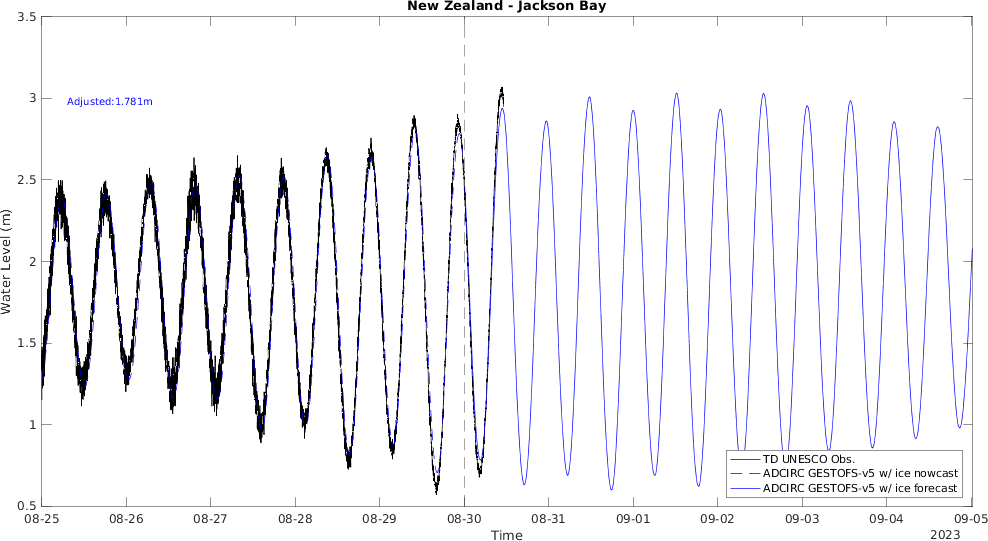 New Zealand - Jackson Bay
3.5
3
2.5
2
1.5
1
0.5
Water Level (m)
Adjusted:1.781m
TD UNESCO Obs.
ADCIRC GESTOFS-v5 w/ ice nowcast
ADCIRC GESTOFS-v5 w/ ice forecast
08-25 08-26 08-27 08-28 08-29 08-30 08-31 09-01 09-02 09-03 09-04 09-05
Time
2023